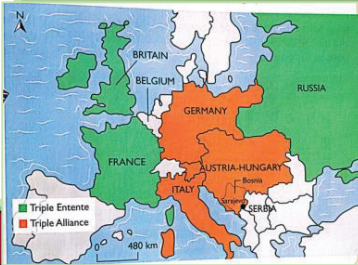 N
BRITAIN
BELGIUM
RUSSIA
GERMANY
FRANCE
AUSTRIA-HUNGARY
Bosnia
ITALY
Sarajevo
SERBIA
Triple Entente
Triple Alliance
480 km